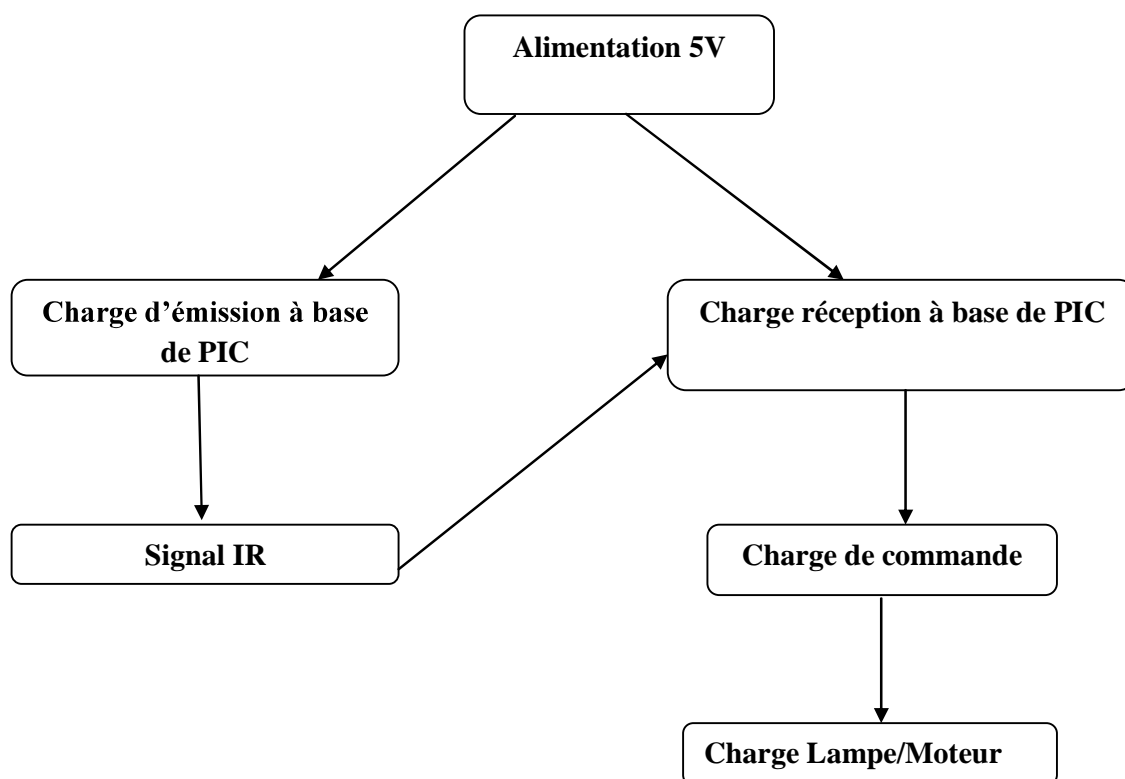 Alimentation 5V
Charge d’émission à base
de PIC
Charge réception à base de PIC
Signal IR
Charge de commande
Charge Lampe/Moteur